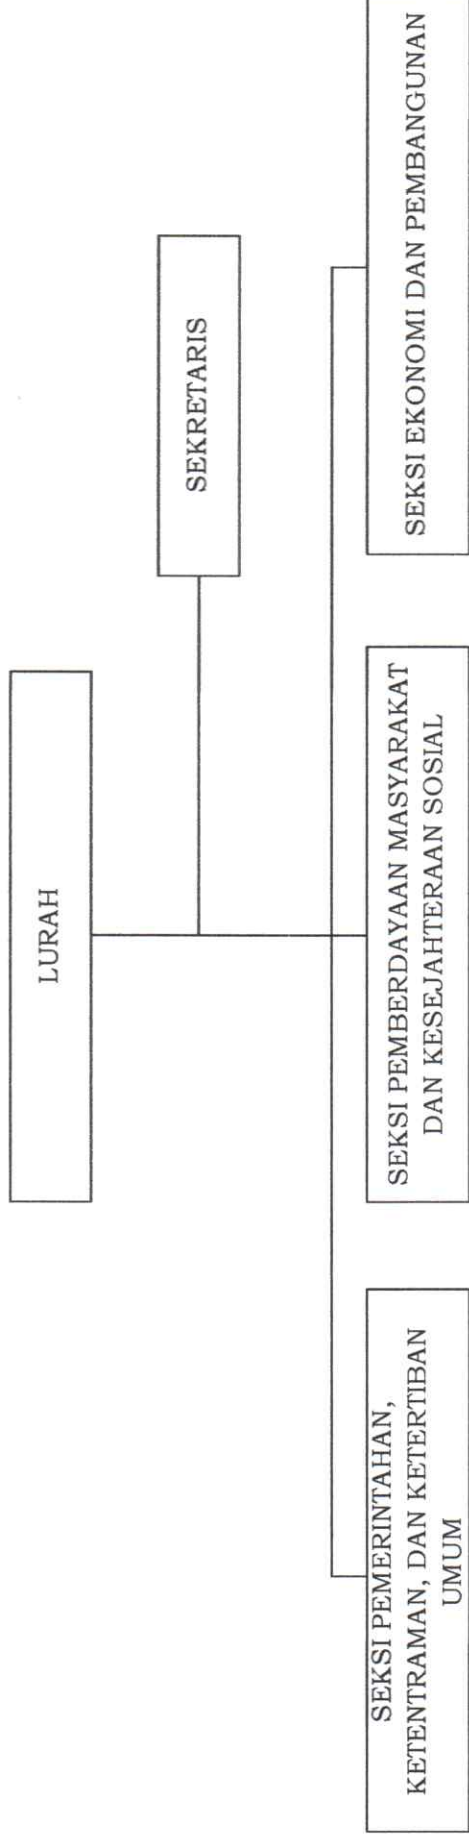 LURAH
SEKRETARIS
SEKSI PEMERINTAHAN,
KETENTRAMAN, DAN KETERTIBAN
UMUM
SEKSI PEMBERDAYAAN MASYARAKAT
DAN KESEJAHTERAAN SOSIAL
SEKSI EKONOMI DAN PEMBANGUNAN